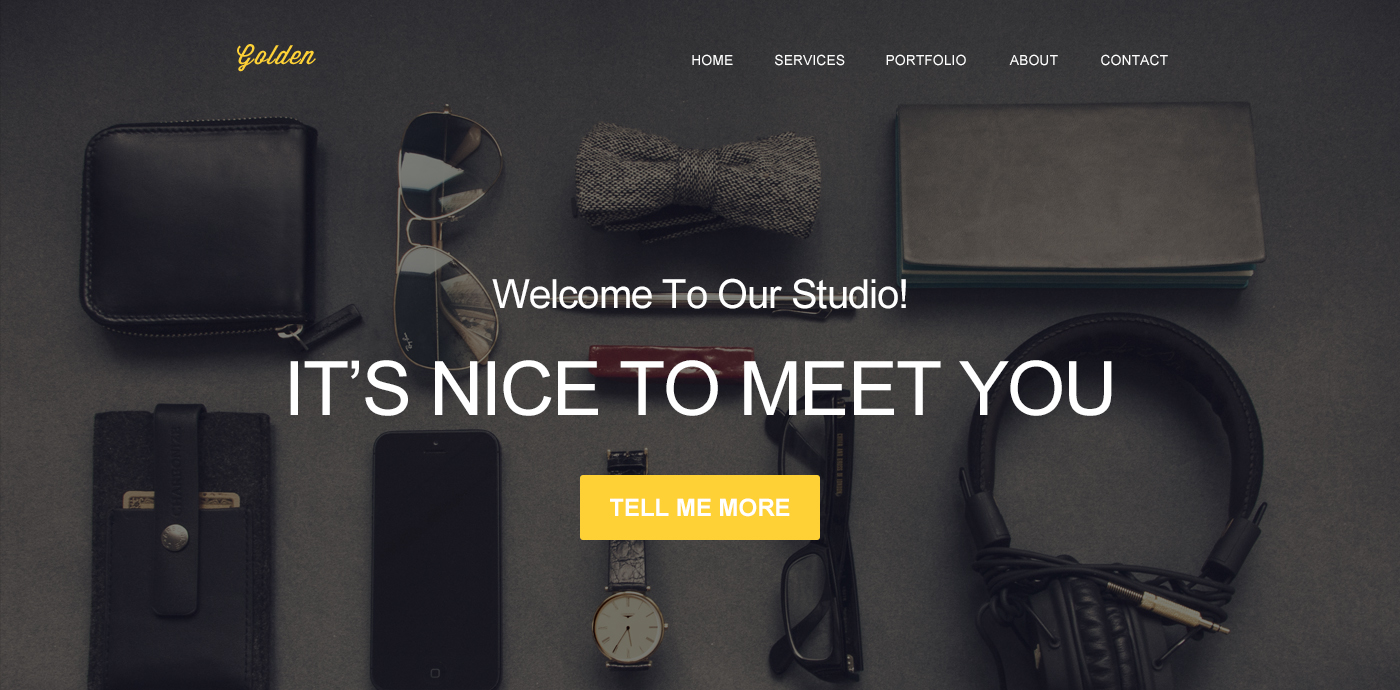 Golden
HOME SERVICES PORTFOLIO ABOUT CONTACT
Welcome To Our Studio!
IT’S NICE TO MEET YOU
TELL ME MORE